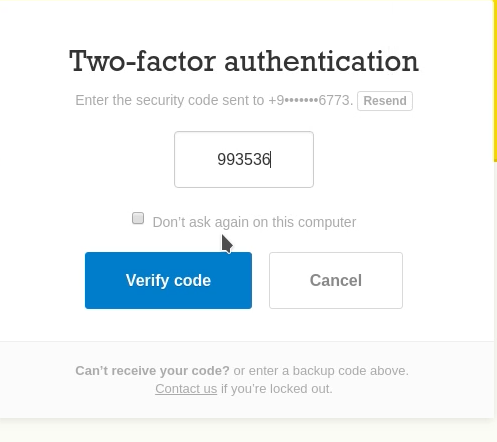 Two-factor authentication
Enter the security code sent to +9•••••••6773. Resend
993536
Don't ask again on this computer
Verify code Cancel
Can't receive your code? or enter a backup code above.
Contact us if you're locked out.